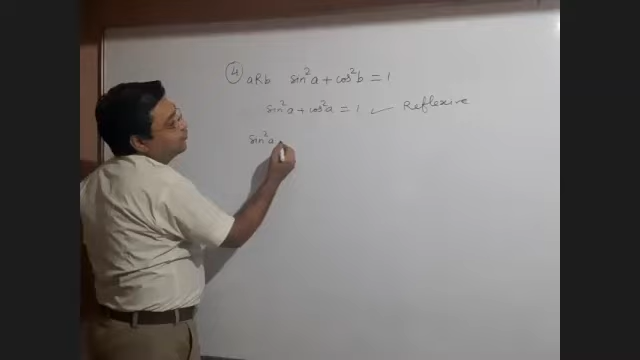 ④ aRb sin²a + cos²b = 1
sin²a + cos²a = 1 ✓ Reflexive
sin²a